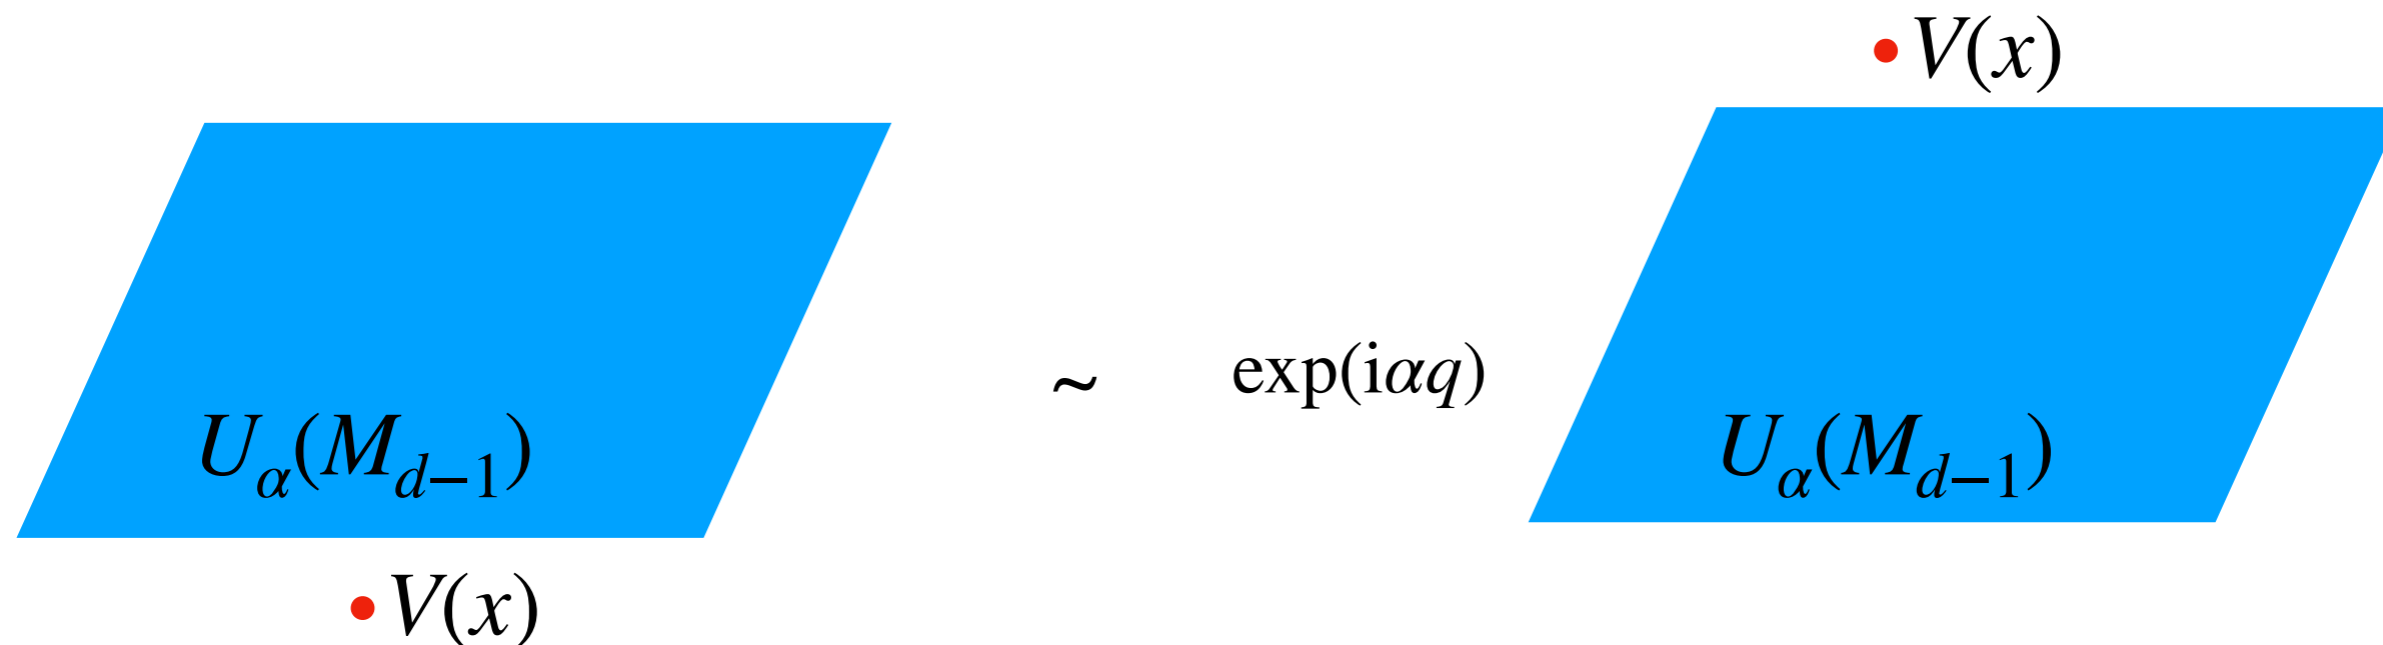 V(x)
~ exp(iαq)
U_α(M_{d−1}) U_α(M_{d−1})
V(x)